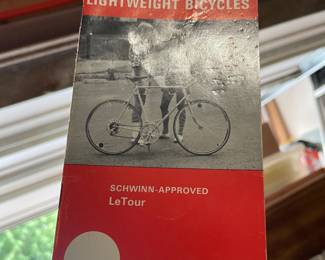 LIGHTWEIGHT BICYCLES
SCHWINN-APPROVED
LeTour